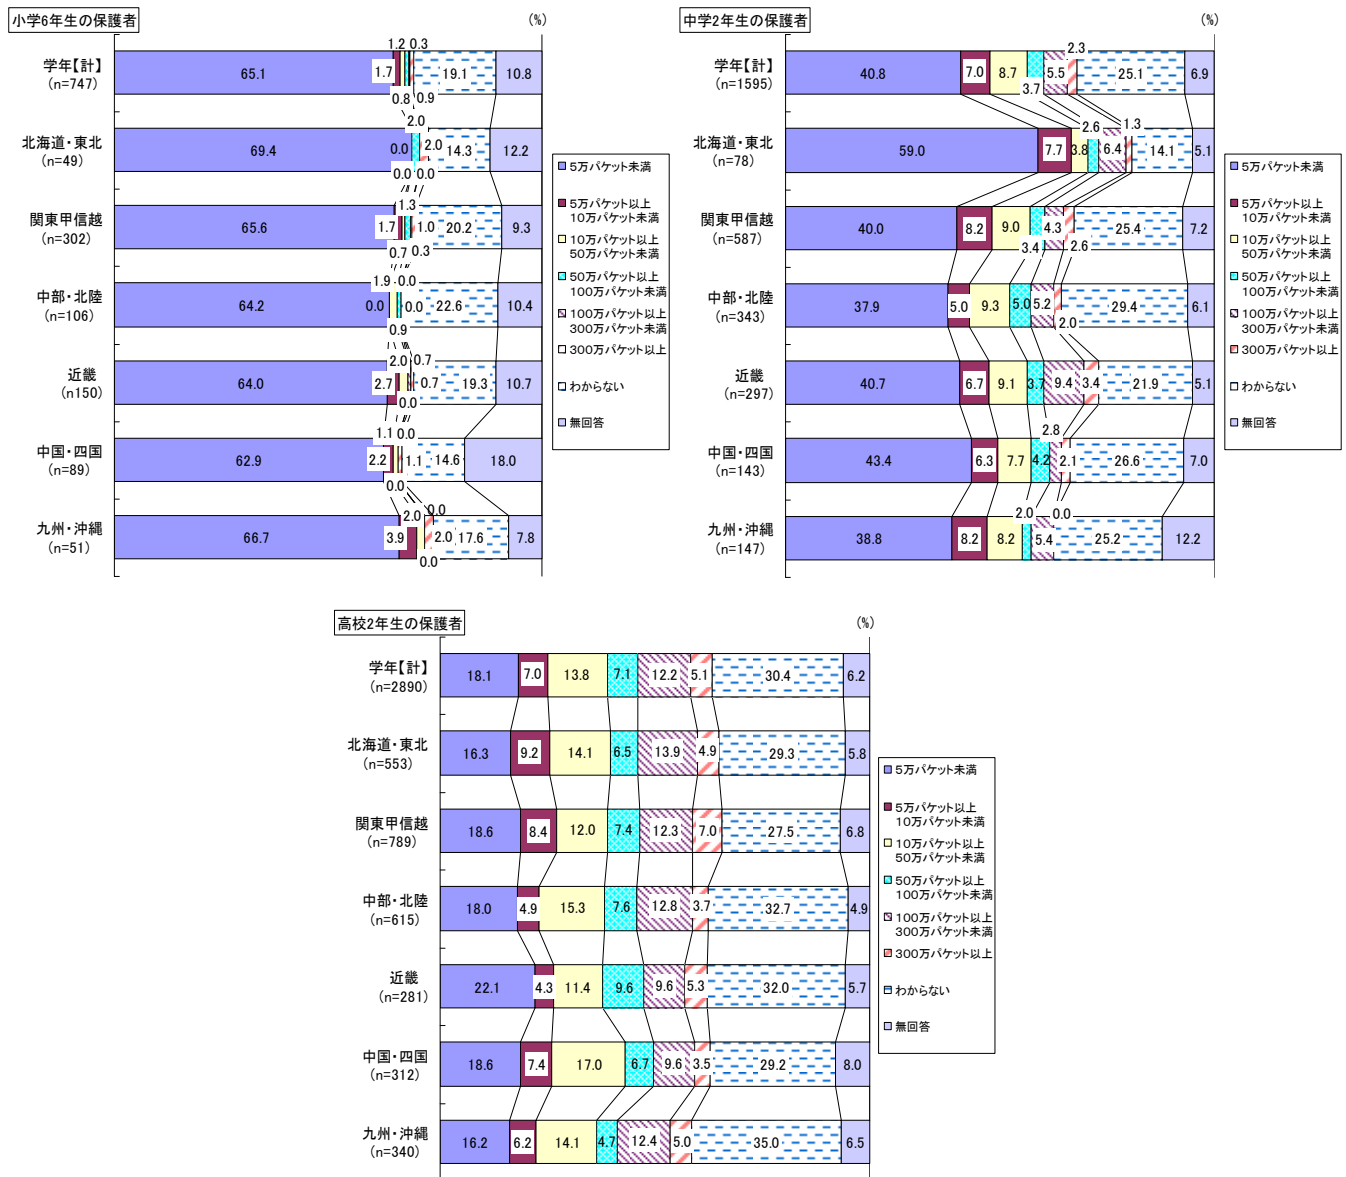 小学6年生の保護者
(%)
1.2 0.3
学年【計】
(n=747)
65.1
1.7
19.1
10.8
0.8 0.9
2.0
北海道・東北
(n=49)
69.4
0.0
2.0
14.3
12.2
0.0 0.0
1.3
関東甲信越
(n=302)
65.6
1.7
1.0
20.2
9.3
0.7 0.3
1.9 0.0
中部・北陸
(n=106)
64.2
0.0
0.0
22.6
10.4
0.9
2.0 0.7
近畿
(n150)
64.0
2.7
0.7
19.3
10.7
0.0
1.1 0.0
中国・四国
(n=89)
62.9
2.2
1.1
14.6
18.0
0.0
2.0 0.0
九州・沖縄
(n=51)
66.7
3.9
2.0
17.6
7.8
0.0
5万パケット未満
5万パケット以上
10万パケット未満
10万パケット以上
50万パケット未満
50万パケット以上
100万パケット未満
100万パケット以上
300万パケット未満
300万パケット以上
わからない
無回答
中学2年生の保護者
(%)
2.3
学年【計】
(n=1595)
40.8
7.0
8.7
5.5
25.1
6.9
3.7
2.6
1.3
北海道・東北
(n=78)
59.0
7.7
3.8
6.4
14.1
5.1
関東甲信越
(n=587)
40.0
8.2
9.0
4.3
25.4
7.2
3.4
2.6
中部・北陸
(n=343)
37.9
5.0
9.3
5.0
5.2
29.4
6.1
2.0
近畿
(n=297)
40.7
6.7
9.1
3.7
9.4
3.4
21.9
5.1
2.8
中国・四国
(n=143)
43.4
6.3
7.7
4.2
2.1
26.6
7.0
2.0
0.0
九州・沖縄
(n=147)
38.8
8.2
8.2
5.4
25.2
12.2
5万パケット未満
5万パケット以上
10万パケット未満
10万パケット以上
50万パケット未満
50万パケット以上
100万パケット未満
100万パケット以上
300万パケット未満
300万パケット以上
わからない
無回答
高校2年生の保護者
(%)
学年【計】
(n=2890)
18.1
7.0
13.8
7.1
12.2
5.1
30.4
6.2
北海道・東北
(n=553)
16.3
9.2
14.1
6.5
13.9
4.9
29.3
5.8
関東甲信越
(n=789)
18.6
8.4
12.0
7.4
12.3
7.0
27.5
6.8
中部・北陸
(n=615)
18.0
4.9
15.3
7.6
12.8
3.7
32.7
4.9
近畿
(n=281)
22.1
4.3
11.4
9.6
9.6
5.3
32.0
5.7
中国・四国
(n=312)
18.6
7.4
17.0
6.7
9.6
3.5
29.2
8.0
九州・沖縄
(n=340)
16.2
6.2
14.1
4.7
12.4
5.0
35.0
6.5
5万パケット未満
5万パケット以上
10万パケット未満
10万パケット以上
50万パケット未満
50万パケット以上
100万パケット未満
100万パケット以上
300万パケット未満
300万パケット以上
わからない
無回答